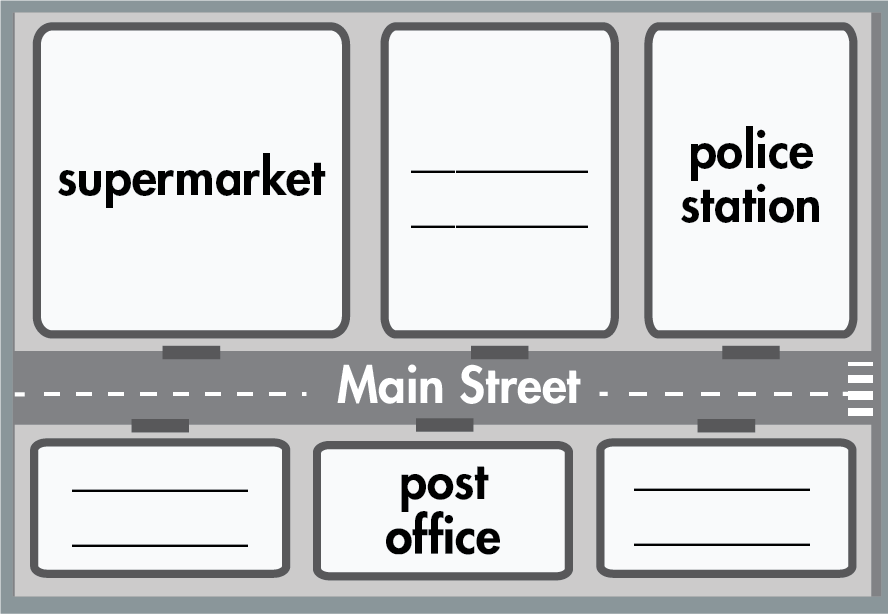 supermarket
police
station
Main Street
post
office